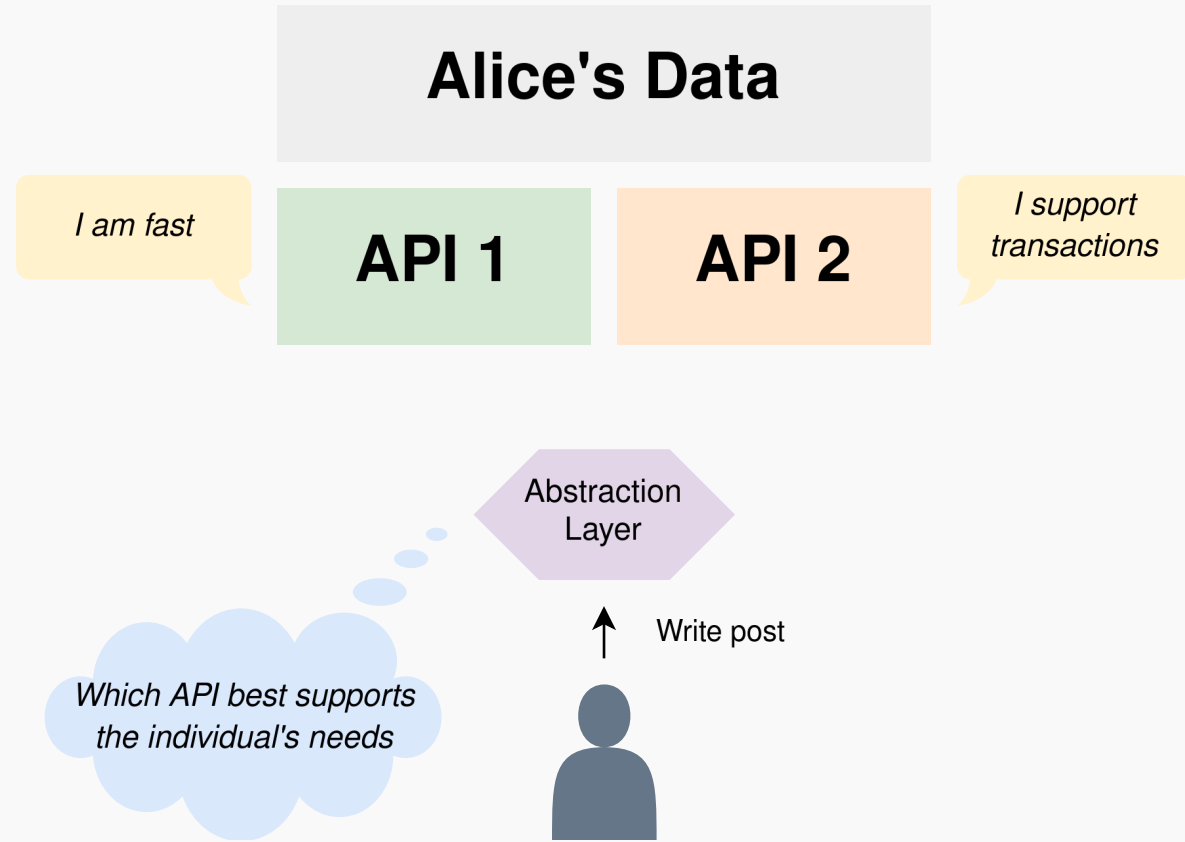 Alice's Data
I am fast
API 1
API 2
I support
transactions
Abstraction
Layer
Write post
Which API best supports
the individual's needs